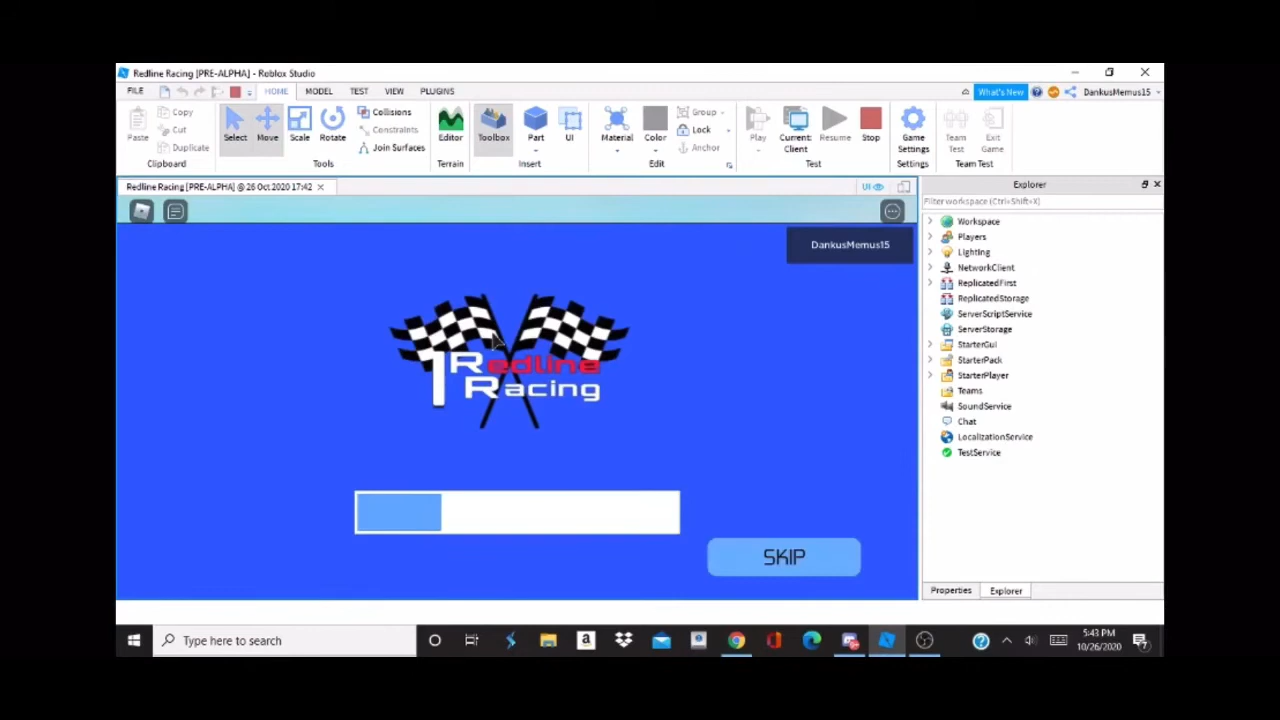 Redline Racing [PRE-ALPHA] - Roblox Studio
FILE HOME MODEL TEST VIEW PLUGINS What's New DankusMemus15
Paste Copy Cut Duplicate Clipboard
Select Move Scale Rotate Collisions Constraints Join Surfaces Tools
Editor Terrain
Toolbox Part UI Insert
Material Color Group Lock Anchor Edit
Play Current: Client Resume Stop Test
Game Settings Settings
Team Test Exit Game Team Test
Redline Racing [PRE-ALPHA] @ 26 Oct 2020 17:42 UI
DankusMemus15
1 Redline
Racing
SKIP
Explorer
Filter workspace (Ctrl+Shift+X)
Workspace
Players
Lighting
NetworkClient
ReplicatedFirst
ReplicatedStorage
ServerScriptService
ServerStorage
StarterGui
StarterPack
StarterPlayer
Teams
SoundService
Chat
LocalizationService
TestService
Properties Explorer
Type here to search
5:43 PM
10/26/2020